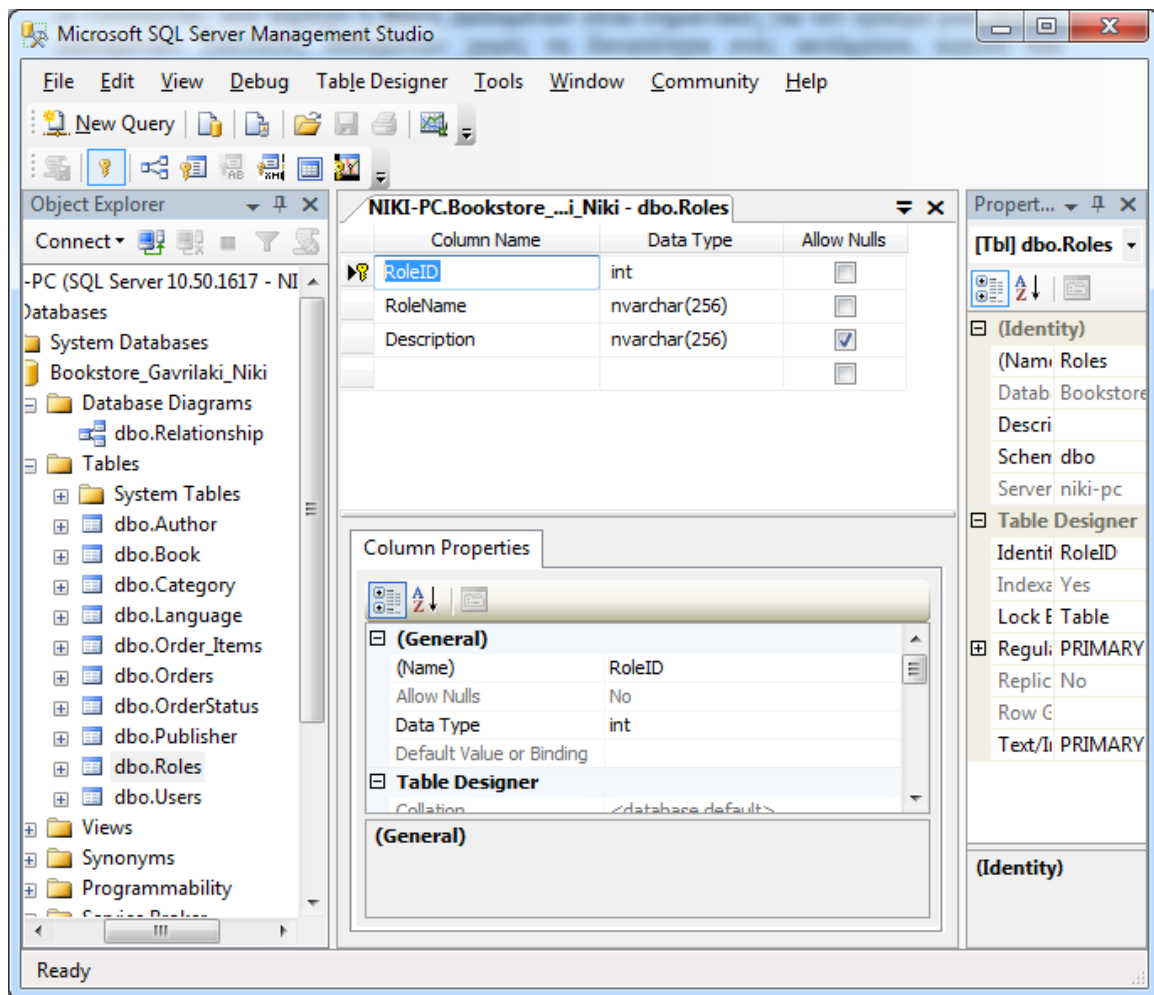 Microsoft SQL Server Management Studio
File Edit View Debug Table Designer Tools Window Community Help
New Query
Object Explorer
Connect
-PC (SQL Server 10.50.1617 - NI
Databases
System Databases
Bookstore_Gavrilaki_Niki
Database Diagrams
dbo.Relationship
Tables
System Tables
dbo.Author
dbo.Book
dbo.Category
dbo.Language
dbo.Order_Items
dbo.Orders
dbo.OrderStatus
dbo.Publisher
dbo.Roles
dbo.Users
Views
Synonyms
Programmability
NIKI-PC.Bookstore_...i_Niki - dbo.Roles
Column Name Data Type Allow Nulls
RoleID int
RoleName nvarchar(256)
Description nvarchar(256)
Column Properties
(General)
(Name) RoleID
Allow Nulls No
Data Type int
Default Value or Binding
Table Designer
Collation <database default>
(General)
Propert...
[Tbl] dbo.Roles
(Identity)
(Name Roles
Datab Bookstore
Descri
Schem dbo
Server niki-pc
Table Designer
Identit RoleID
Indexa Yes
Lock E Table
Regula PRIMARY
Replic No
Row G
Text/I PRIMARY
(Identity)
Ready